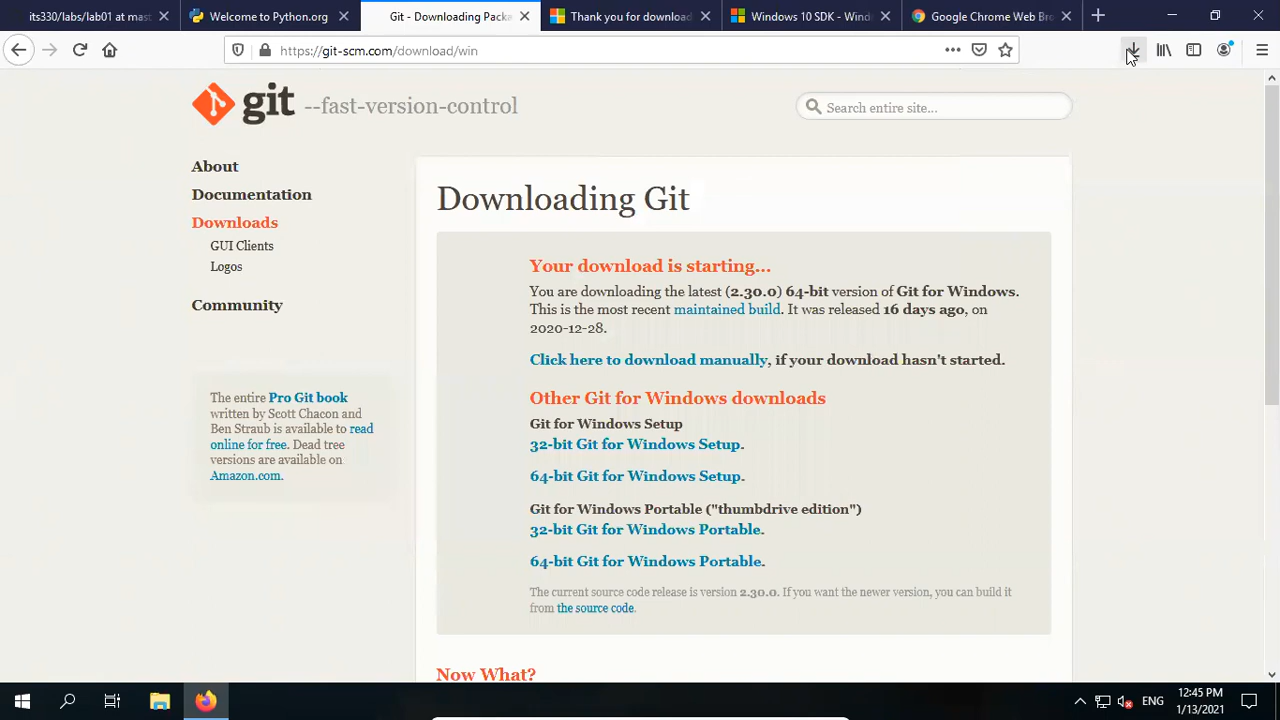 its330/labs/lab01 at mast
Welcome to Python.org
Git - Downloading Packa
Thank you for download
Windows 10 SDK - Wind
Google Chrome Web Bro
https://git-scm.com/download/win
git --fast-version-control
Search entire site...
About
Documentation
Downloads
GUI Clients
Logos
Community
The entire Pro Git book
written by Scott Chacon and
Ben Straub is available to read
online for free. Dead tree
versions are available on
Amazon.com.
Downloading Git
Your download is starting...
You are downloading the latest (2.30.0) 64-bit version of Git for Windows.
This is the most recent maintained build. It was released 16 days ago, on
2020-12-28.
Click here to download manually, if your download hasn't started.
Other Git for Windows downloads
Git for Windows Setup
32-bit Git for Windows Setup.
64-bit Git for Windows Setup.
Git for Windows Portable ("thumbdrive edition")
32-bit Git for Windows Portable.
64-bit Git for Windows Portable.
The current source code release is version 2.30.0. If you want the newer version, you can build it
from the source code.
Now What?
ENG
12:45 PM
1/13/2021